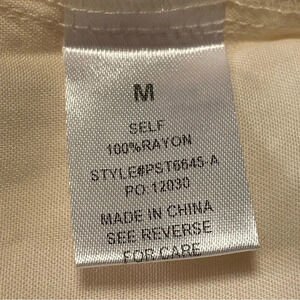 M
SELF
100%RAYON
STYLE#PST6645-A
PO:12030
MADE IN CHINA
SEE REVERSE
FOR CARE